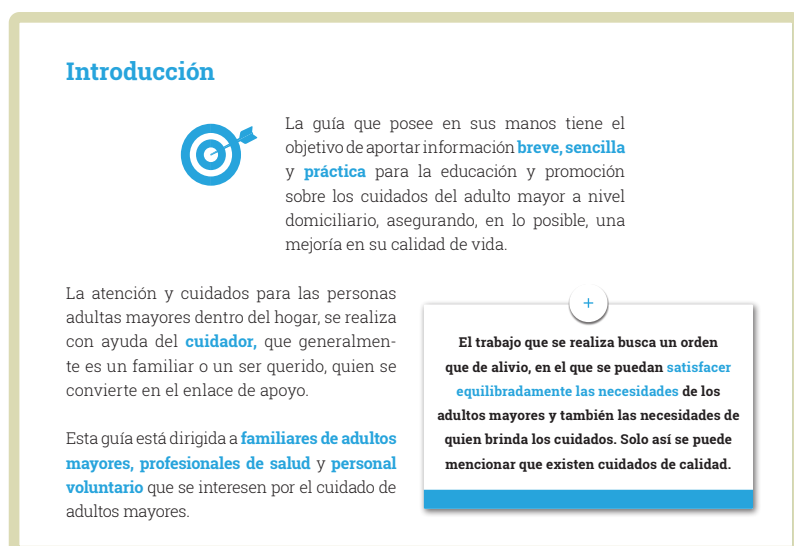 Introducción
La guía que posee en sus manos tiene el
objetivo de aportar información breve, sencilla
y práctica para la educación y promoción
sobre los cuidados del adulto mayor a nivel
domiciliario, asegurando, en lo posible, una
mejoría en su calidad de vida.
La atención y cuidados para las personas
adultas mayores dentro del hogar, se realiza
con ayuda del cuidador, que generalmen-
te es un familiar o un ser querido, quien se
convierte en el enlace de apoyo.
Esta guía está dirigida a familiares de adultos
mayores, profesionales de salud y personal
voluntario que se interesen por el cuidado de
adultos mayores.
+
El trabajo que se realiza busca un orden
que de alivio, en el que se puedan satisfacer
equilibradamente las necesidades de los
adultos mayores y también las necesidades de
quien brinda los cuidados. Solo así se puede
mencionar que existen cuidados de calidad.